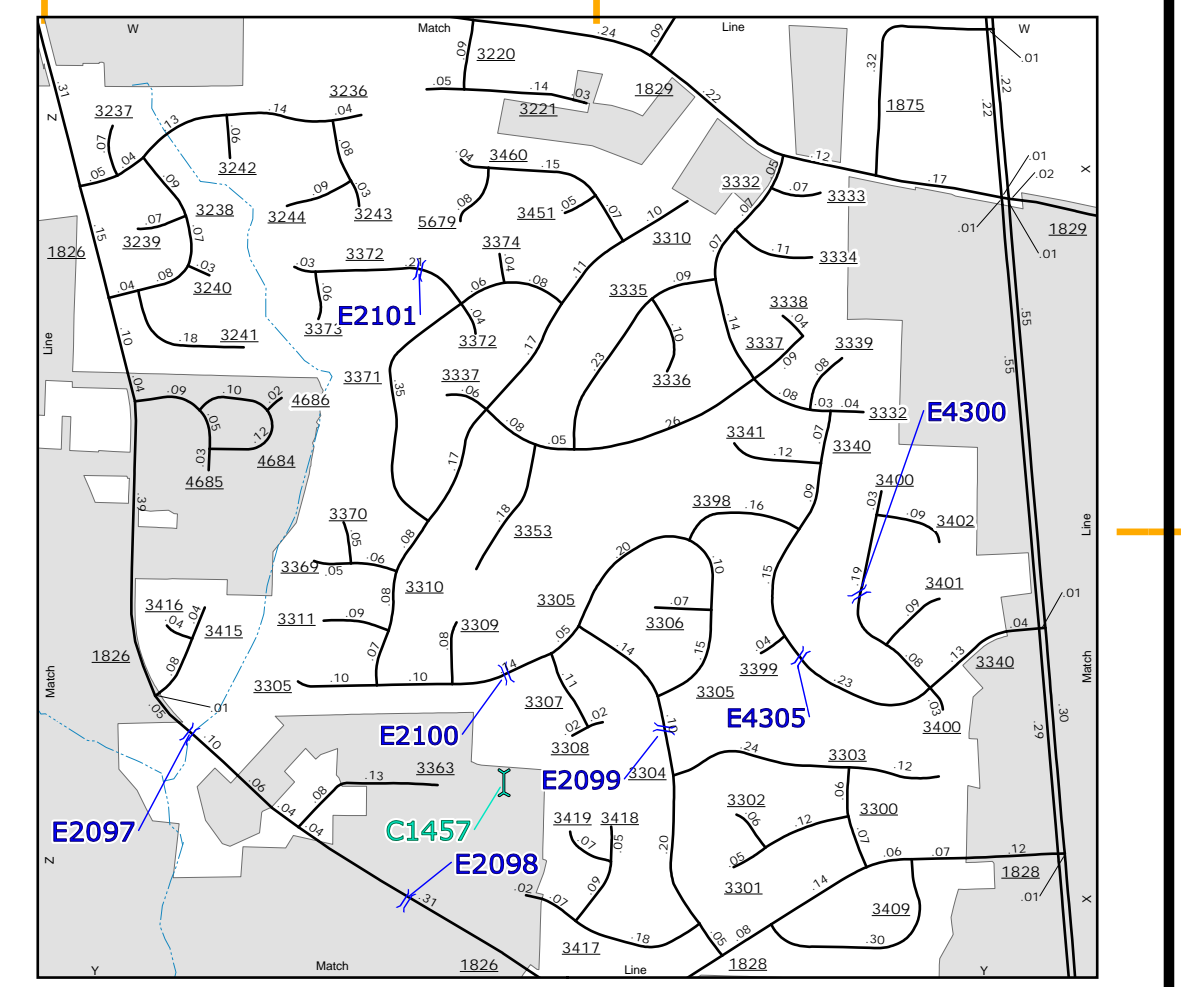 W Match Line W
.31 .09 .24 .09 .01
3220 .32 .22
.05 .14 .03 1829 .22 .22
3236 3221 1875
3237 .14 .04
Z .13 .06 .08
.07 .04 3242 .04 3460 .15 .05 .12 .01
.05 .09 .09 .03 .08 .05 3332 .07 3333 .17 .02 X
3238 3244 3243 5679 3451 .07 .10 .07
.07 .07 3310 .07 .11 3334 .01 1829
1826 .15 3239 3372 3374 .01
.04 .08 .03 .03 .21 .04 .11 .09
3240 .06 .06 .08 3335 3338
E2101 .04 .14 .04 .55
.10 .18 3241 3373 3372 .17 .10 3337 3339
Line .23 .09 .08 .55
.04 .09 .10 .02 3371 3337 3336
4686 .35 .06 .08 .03 .04 3332 E4300
.05 .12 .08 .05 .26 3341 .07 3340
.03 4684 .17 .12
4685 3400
.39 .18 3398 .16 .09 .03 .09 3402 Line
3370 .05 .08 3353
3369 .05 .06 .20 .10 .15 .19 3401
3310 3305 .09 .01
3416 .04 .08 .07
.04 3415 3311 .09 3309 3306 .04
1826 .08 .07 .08 .05 .14 .15 .04 .08 .13 3340
Match 3305 .10 .10 .14 .11 3399 .23 Match
.01 3307 3305 .03
.05 .10 E2100 .02 .02 .19 E4305 3400 .30
3308 .29
.06 .13 3363 E2099 3304 .24 3303 .12
.08 3302 .06 3300
E2097 .04 .04 C1457 3419 3418 .06 .12 .07
Z E2098 .07 .05 .20 .05 .06 .07 .12
.31 .02 .07 .09 3301 .14 1828
3409 .01 X
3417 .18 .05 .08 .30
Y Match 1826 Line 1828 Y